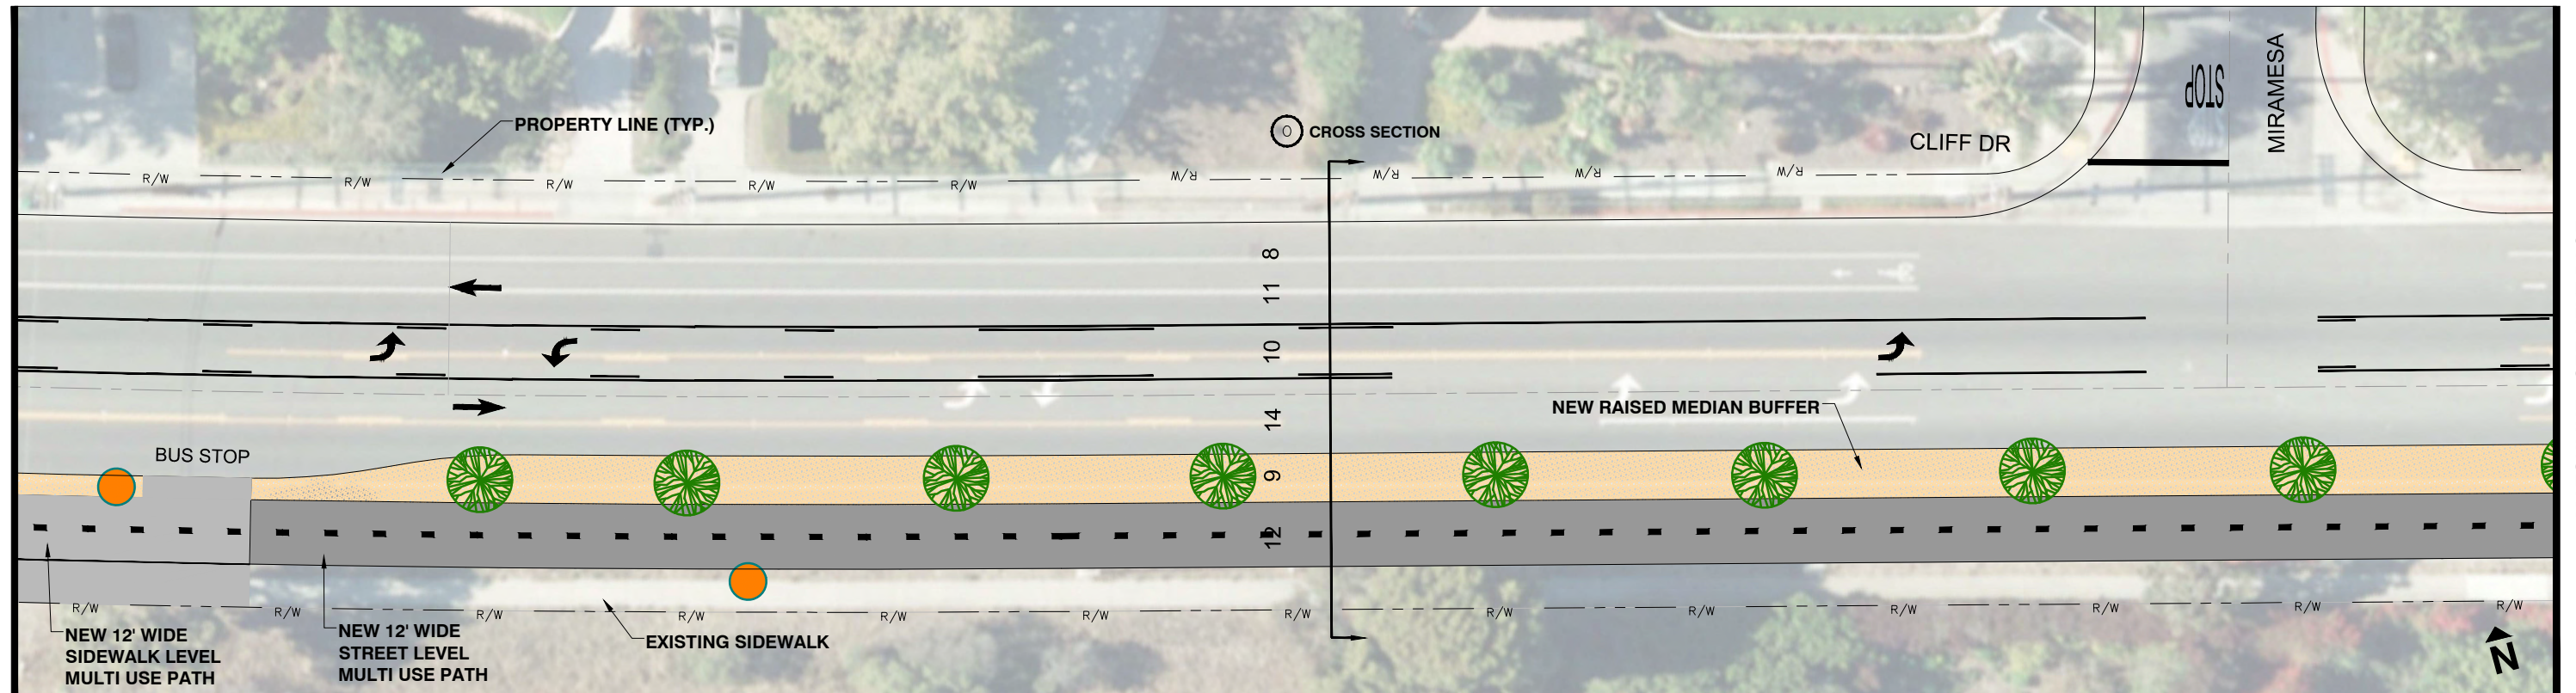 PROPERTY LINE (TYP.)
O CROSS SECTION
CLIFF DR
STOP
MIRAMESA
R/W
R/W
R/W
R/W
R/W
R/W
R/W
R/W
R/W
8
11
10
14
9
12
NEW RAISED MEDIAN BUFFER
BUS STOP
R/W
R/W
R/W
R/W
R/W
R/W
R/W
R/W
R/W
R/W
R/W
R/W
R/W
NEW 12' WIDE
SIDEWALK LEVEL
MULTI USE PATH
NEW 12' WIDE
STREET LEVEL
MULTI USE PATH
EXISTING SIDEWALK
N